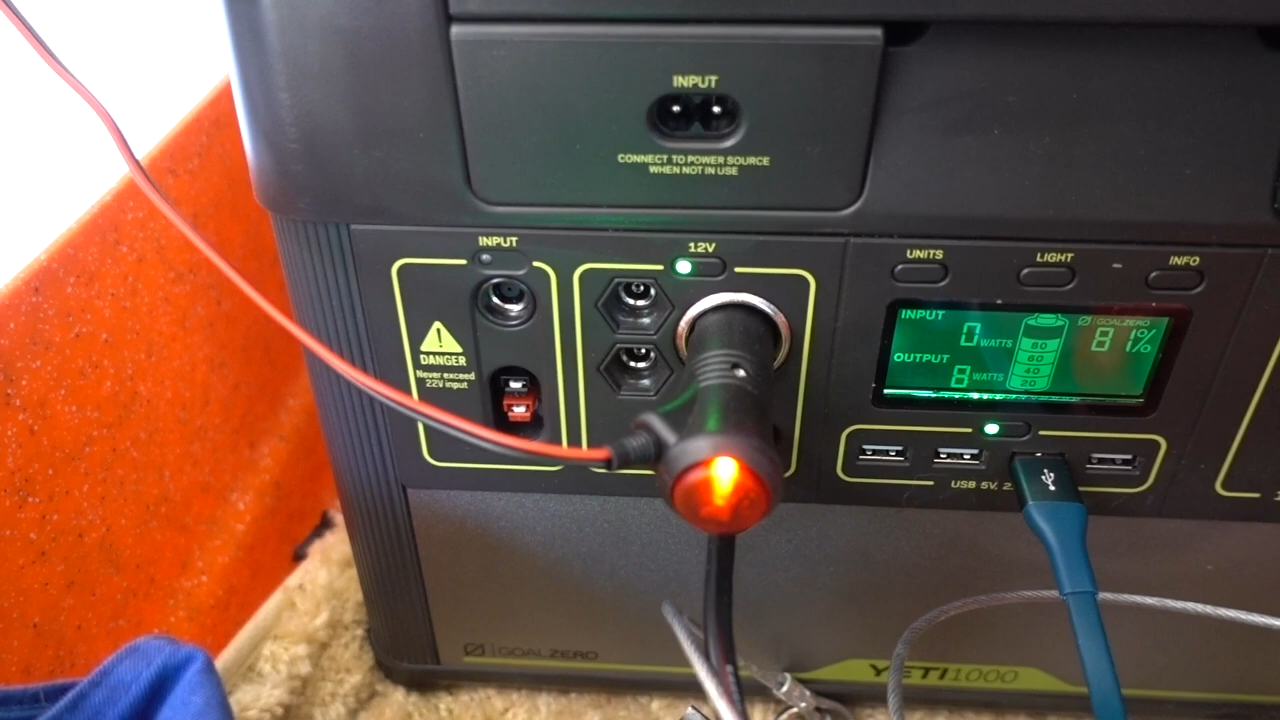 INPUT
CONNECT TO POWER SOURCE
WHEN NOT IN USE
INPUT
12V
UNITS
LIGHT
INFO
DANGER
Never exceed
22V input
INPUT
0 WATTS
OUTPUT
8 WATTS
80
60
40
20
GOALZERO
81%
USB 5V, 2.
GOALZERO
YETI1000